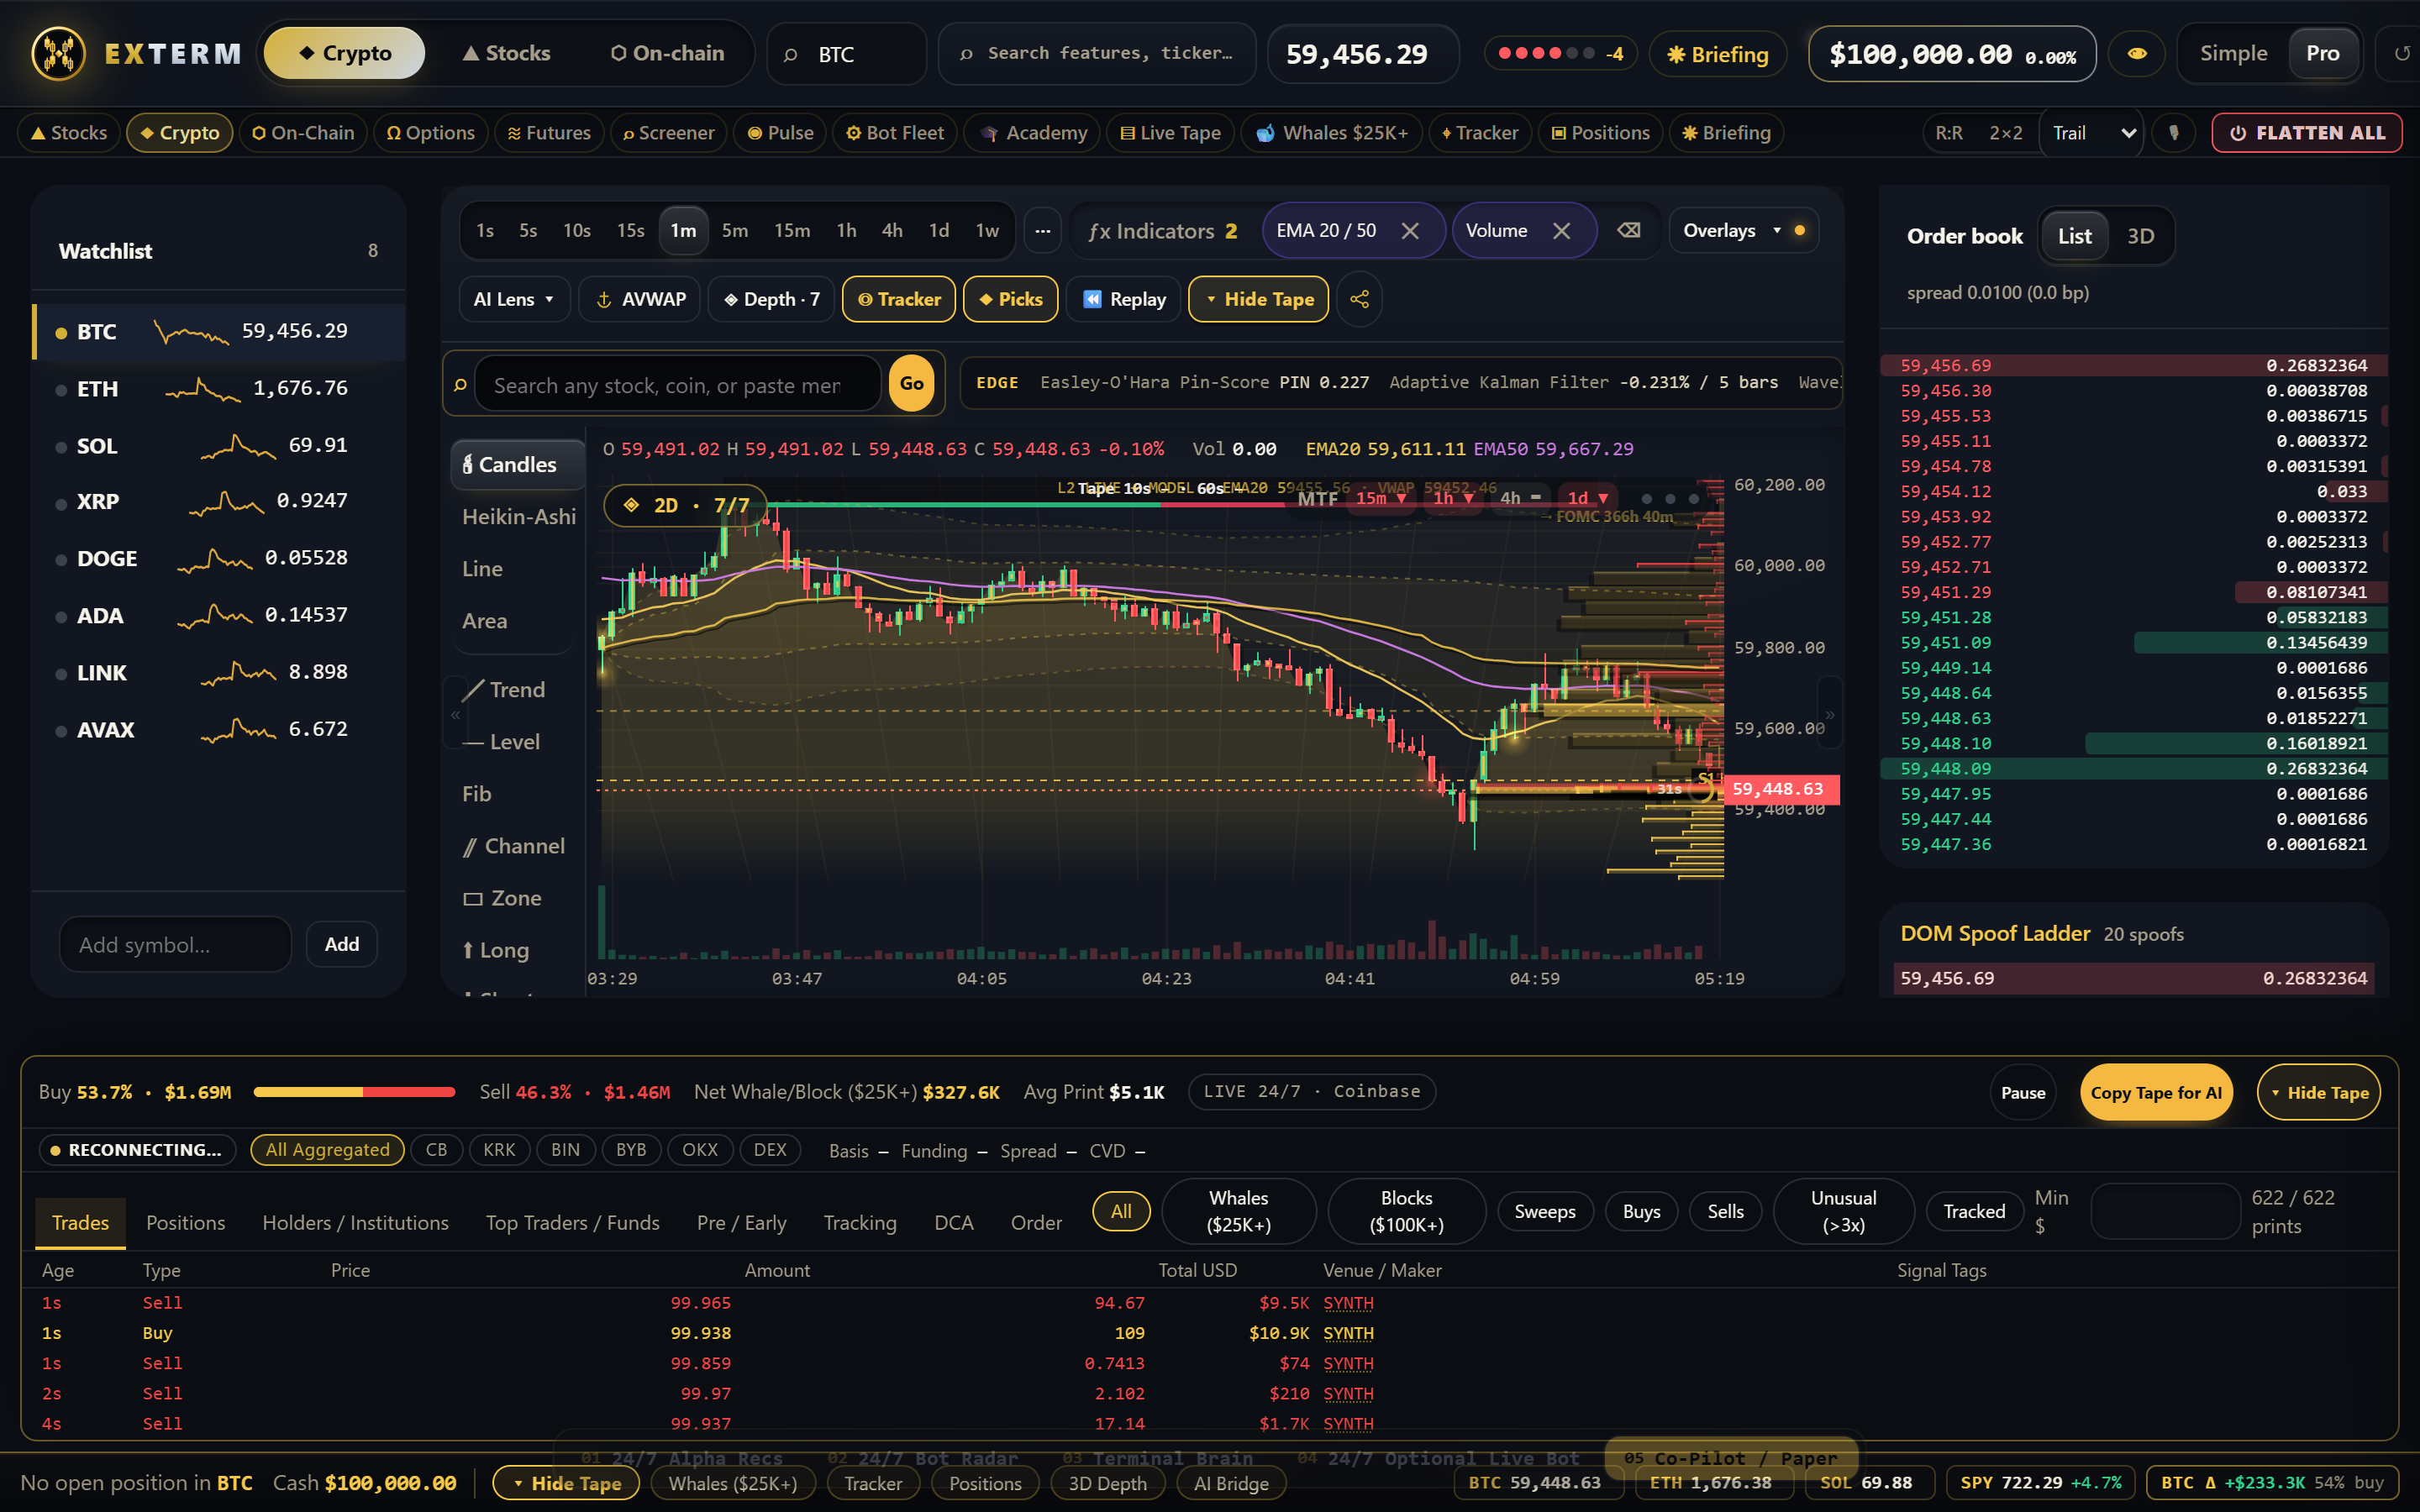 EXTERM
◆ Crypto
▲ Stocks
⬡ On-chain
BTC
Search features, ticker…
59,456.29
-4
Briefing
$100,000.00 0.00%
Simple
Pro
Stocks
Crypto
On-Chain
Ω Options
Futures
Screener
Pulse
Bot Fleet
Academy
Live Tape
Whales $25K+
Tracker
Positions
Briefing
R:R 2×2
Trail
FLATTEN ALL
Watchlist 8
BTC 59,456.29
ETH 1,676.76
SOL 69.91
XRP 0.9247
DOGE 0.05528
ADA 0.14537
LINK 8.898
AVAX 6.672
Add symbol...
Add
1s 5s 10s 15s 1m 5m 15m 1h 4h 1d 1w
···
ƒx Indicators 2
EMA 20 / 50 ✕
Volume ✕
Overlays ▾
AI Lens ▾
AVWAP
Depth · 7
Tracker
Picks
Replay
▾ Hide Tape
Search any stock, coin, or paste mer
Go
EDGE Easley-O'Hara Pin-Score PIN 0.227 Adaptive Kalman Filter -0.231% / 5 bars
Candles
Heikin-Ashi
Line
Area
Trend
Level
Fib
Channel
Zone
Long
O 59,491.02 H 59,491.02 L 59,448.63 C 59,448.63 -0.10% Vol 0.00 EMA20 59,611.11 EMA50 59,667.29
2D · 7/7
Tape 10s
60s
MTF 15m ▼ 1h ▼ 4h 1d ▼
→ FOMC 366h 40m
60,200.00
60,000.00
59,800.00
59,600.00
59,448.63
59,400.00
31s
S1
03:29 03:47 04:05 04:23 04:41 04:59 05:19
Order book
List
3D
spread 0.0100 (0.0 bp)
59,456.69 0.26832364
59,456.30 0.00038708
59,455.53 0.00386715
59,455.11 0.0003372
59,454.78 0.00315391
59,454.12 0.033
59,453.92 0.0003372
59,452.77 0.00252313
59,452.71 0.0003372
59,451.29 0.08107341
59,451.28 0.05832183
59,451.09 0.13456439
59,449.14 0.0001686
59,448.64 0.0156355
59,448.63 0.01852271
59,448.10 0.16018921
59,448.09 0.26832364
59,447.95 0.0001686
59,447.44 0.0001686
59,447.36 0.00016821
DOM Spoof Ladder 20 spoofs
59,456.69 0.26832364
Buy 53.7% · $1.69M
Sell 46.3% · $1.46M
Net Whale/Block ($25K+) $327.6K
Avg Print $5.1K
LIVE 24/7 · Coinbase
Pause
Copy Tape for AI
▾ Hide Tape
RECONNECTING...
All Aggregated
CB
KRK
BIN
BYB
OKX
DEX
Basis – Funding – Spread – CVD –
Trades
Positions
Holders / Institutions
Top Traders / Funds
Pre / Early
Tracking
DCA
Order
All
Whales ($25K+)
Blocks ($100K+)
Sweeps
Buys
Sells
Unusual (>3x)
Tracked
Min $
622 / 622 prints
Age Type Price Amount Total USD Venue / Maker Signal Tags
1s Sell 99.965 94.67 $9.5K SYNTH
1s Buy 99.938 109 $10.9K SYNTH
1s Sell 99.859 0.7413 $74 SYNTH
2s Sell 99.97 2.102 $210 SYNTH
4s Sell 99.937 17.14 $1.7K SYNTH
01 24/7 Alpha Recs
02 24/7 Bot Radar
03 Terminal Brain
04 24/7 Optional Live Bot
05 Co-Pilot / Paper
No open position in BTC
Cash $100,000.00
▾ Hide Tape
Whales ($25K+)
Tracker
Positions
3D Depth
AI Bridge
BTC 59,448.63
ETH 1,676.38
SOL 69.88
SPY 722.29 +4.7%
BTC Δ +$233.3K 54% buy